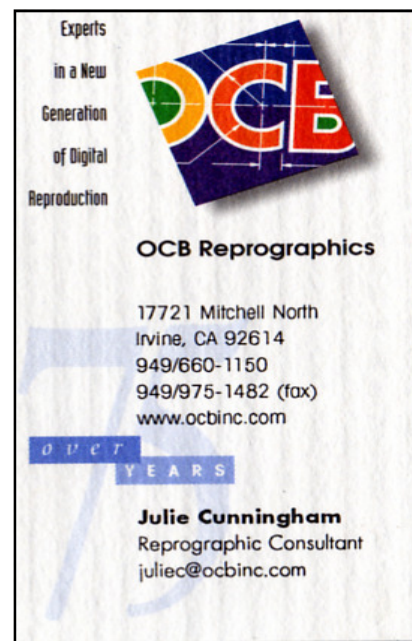 Experts
in a New
Generation
of Digital
Reproduction
OCB
OCB Reprographics
17721 Mitchell North
Irvine, CA 92614
949/660-1150
949/975-1482 (fax)
www.ocbinc.com
75
over
YEARS
Julie Cunningham
Reprographic Consultant
juliec@ocbinc.com